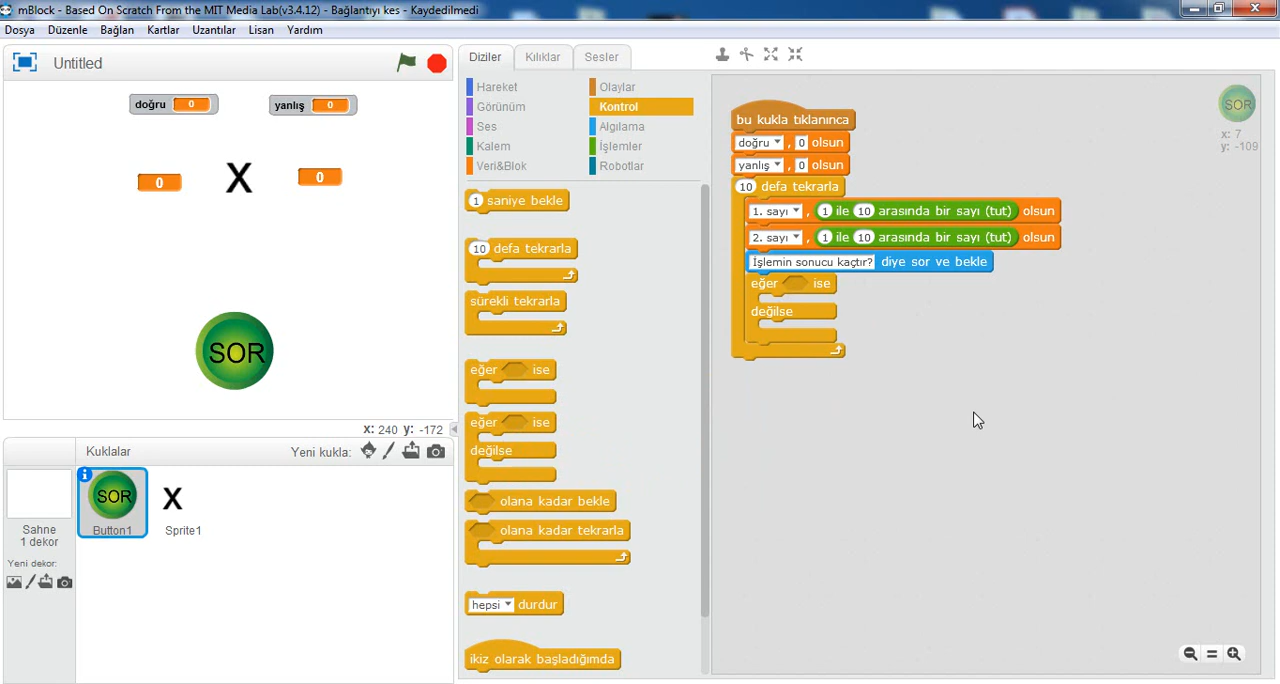 mBlock - Based On Scratch From the MIT Media Lab(v3.4.12) - Bağlantıyı kes - Kaydedilmedi
Dosya Düzenle Bağlan Kartlar Uzantılar Lisan Yardım
Untitled
doğru 0 yanlış 0
0 X 0
SOR
x: 240 y: -172
Kuklalar Yeni kukla:
Sahne
1 dekor
Yeni dekor:
SOR
Button1
X
Sprite1
Diziler Kılıklar Sesler
Hareket Olaylar
Görünüm Kontrol
Ses Algılama
Kalem İşlemler
Veri&Blok Robotlar
1 saniye bekle
10 defa tekrarla
sürekli tekrarla
eğer ise
eğer ise
değilse
olana kadar bekle
olana kadar tekrarla
hepsi durdur
ikiz olarak başladığımda
bu kukla tıklanınca
doğru , 0 olsun
yanlış , 0 olsun
10 defa tekrarla
1. sayı , 1 ile 10 arasında bir sayı (tut) olsun
2. sayı , 1 ile 10 arasında bir sayı (tut) olsun
İşlemin sonucu kaçtır? diye sor ve bekle
eğer ise
değilse
SOR
x: 7
y: -109